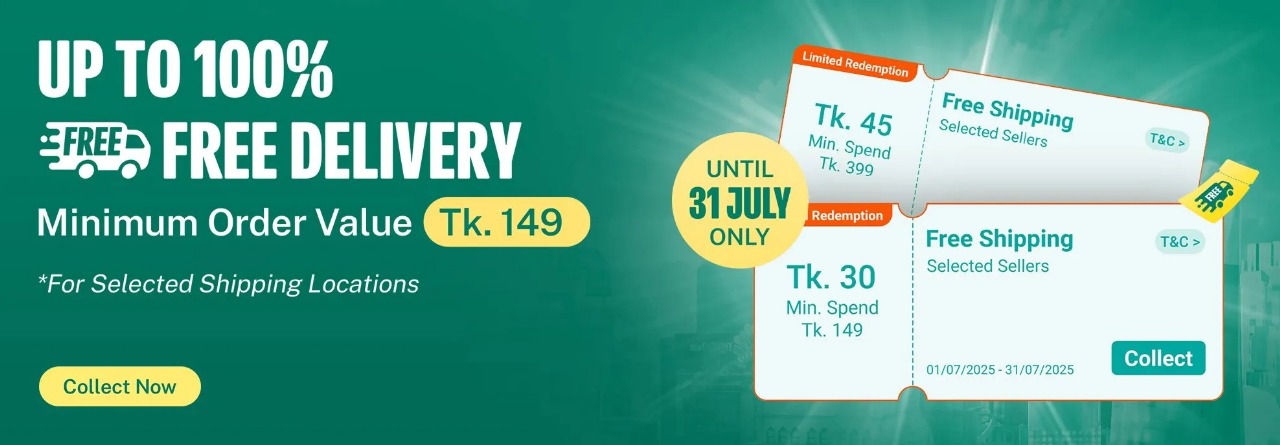 UP TO 100%
FREE FREE DELIVERY
Minimum Order Value Tk. 149
*For Selected Shipping Locations
Collect Now
UNTIL
31 JULY
ONLY
Limited Redemption
Tk. 45
Min. Spend
Tk. 399
Free Shipping
Selected Sellers
T&C >
FREE
Redemption
Tk. 30
Min. Spend
Tk. 149
Free Shipping
Selected Sellers
T&C >
01/07/2025 - 31/07/2025
Collect